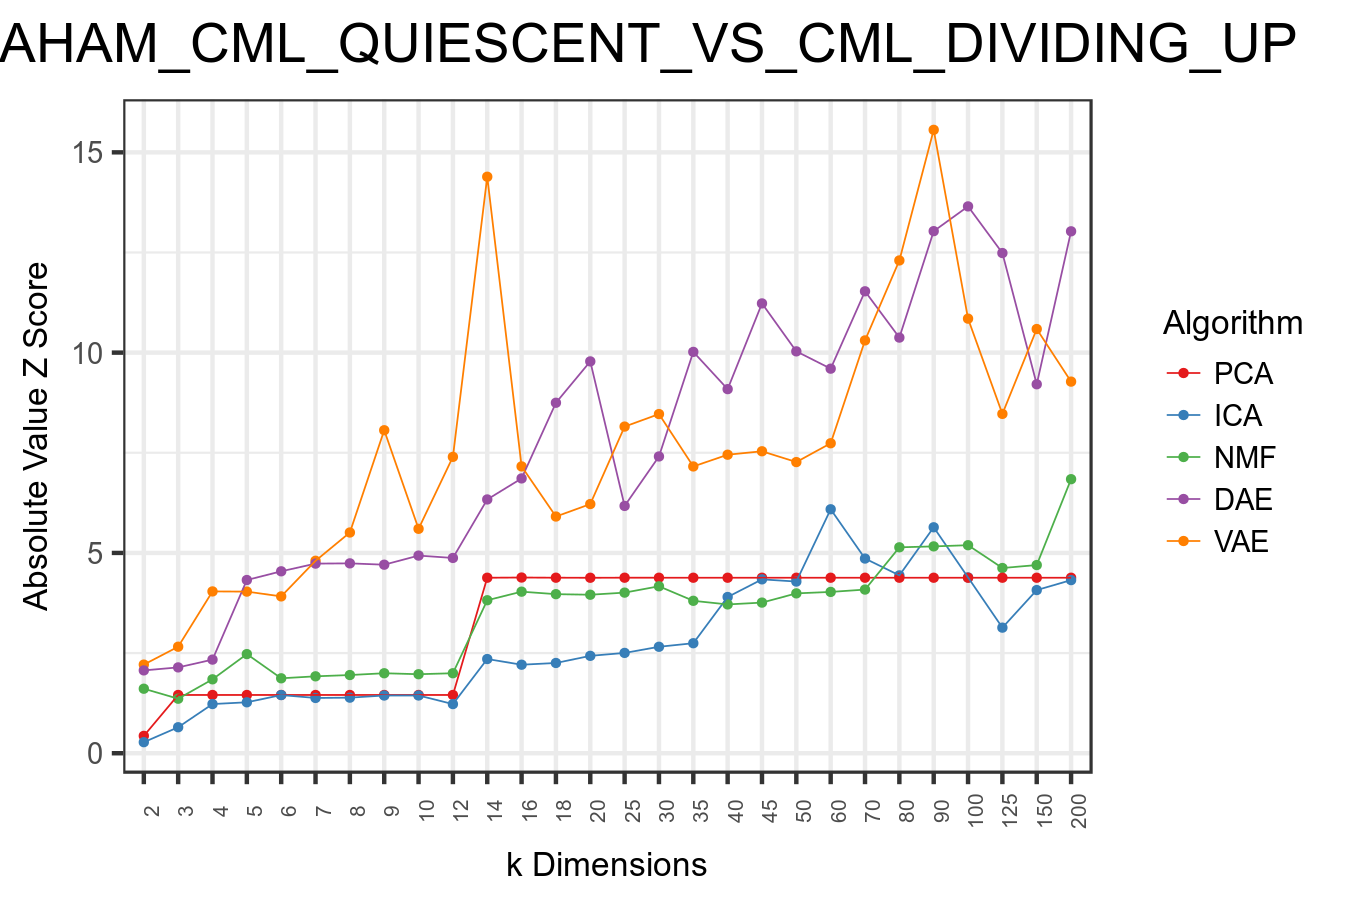 AHAM_CML_QUIESCENT_VS_CML_DIVIDING_UP
Absolute Value Z Score
15
10
5
0
2 3 4 5 6 7 8 9 10 12 14 16 18 20 25 30 35 40 45 50 60 70 80 90 100 125 150 200
k Dimensions
Algorithm
PCA
ICA
NMF
DAE
VAE